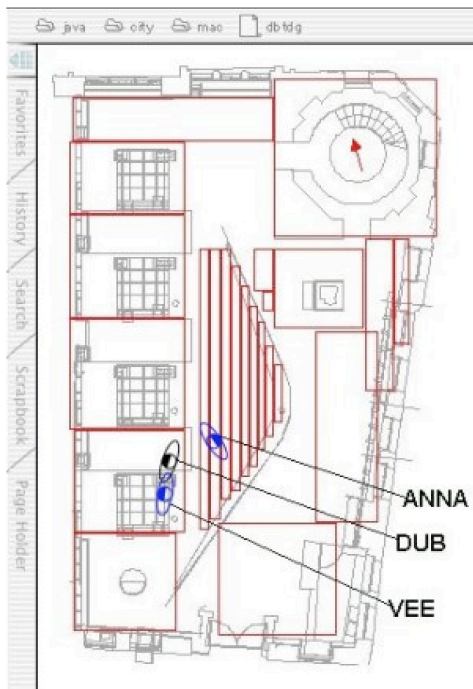 java city mac dbtdg
Favorites
History
Search
Scrapbook
Page Holder
ANNA
DUB
VEE